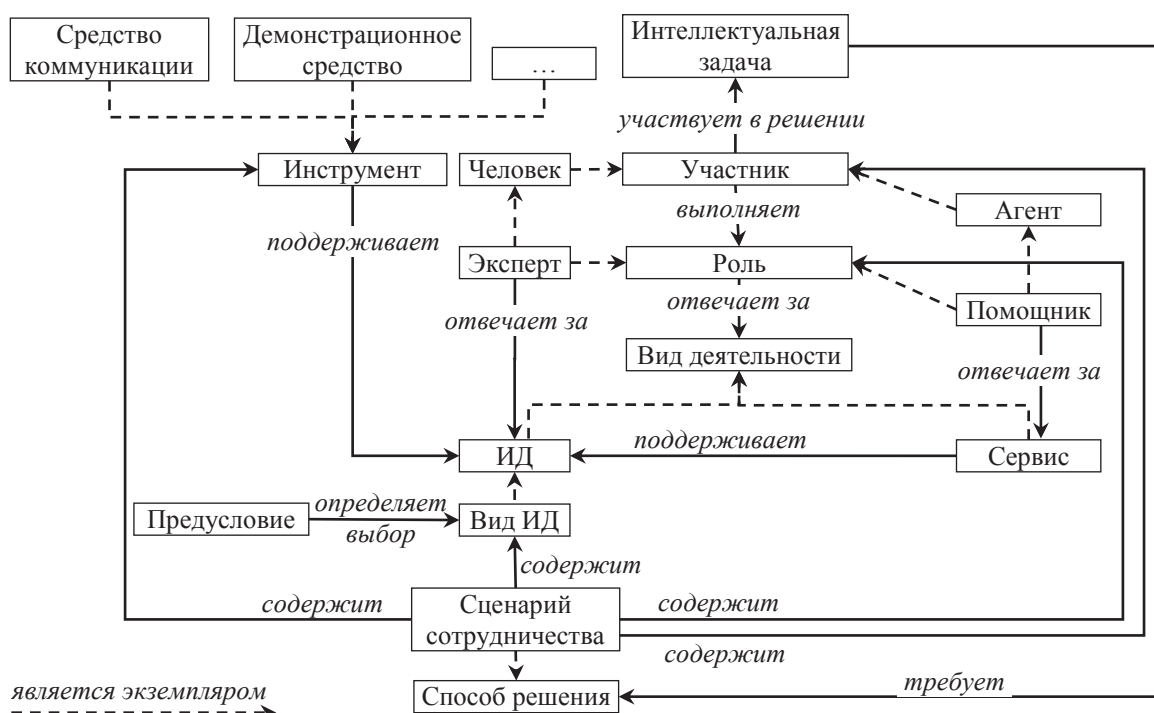 Средство
коммуникации
Демонстрационное
средство
…
Интеллектуальная
задача
участвует в решении
Инструмент
Человек
Участник
выполняет
Агент
поддерживает
Эксперт
Роль
отвечает за
отвечает за
Помощник
Вид деятельности
отвечает за
поддерживает
ИД
Сервис
Предусловие
определяет
выбор
Вид ИД
содержит
содержит
Сценарий
сотрудничества
содержит
содержит
является экземпляром
Способ решения
требует